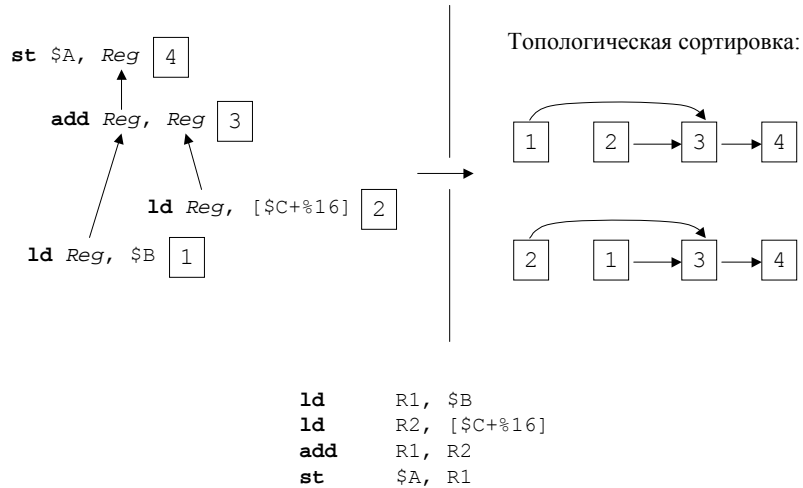 st $A, Reg 4
add Reg, Reg 3
ld Reg, [$C+%16] 2
ld Reg, $B 1
Топологическая сортировка:
1 2 3 4
2 1 3 4
ld R1, $B
ld R2, [$C+%16]
add R1, R2
st $A, R1